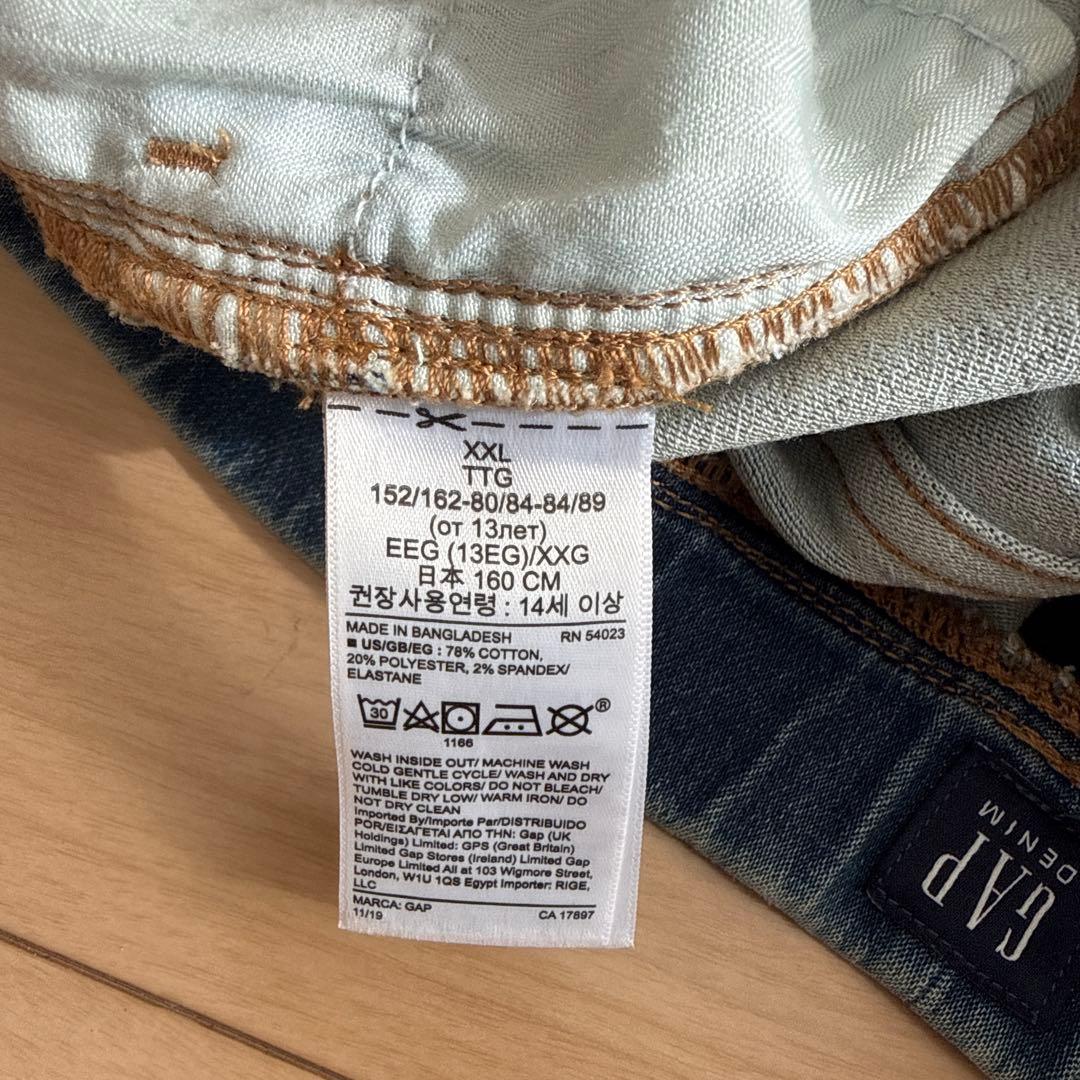 XXL
TTG
152/162-80/84-84/89
(от 13лет)
EEG (13EG)/XXG
日本 160 CM
권장사용연령 : 14세 이상
MADE IN BANGLADESH RN 54023
■ US/GB/EG : 78% COTTON,
20% POLYESTER, 2% SPANDEX/
ELASTANE
30
®
1166
WASH INSIDE OUT/ MACHINE WASH
COLD GENTLE CYCLE/ WASH AND DRY
WITH LIKE COLORS/ DO NOT BLEACH/
TUMBLE DRY LOW/ WARM IRON/ DO
NOT DRY CLEAN
Imported By/Importe Par/DISTRIBUIDO
POR/ΕΙΣΑΓΕΤΑΙ ΑΠΟ ΤΗΝ: Gap (UK
Holdings) Limited: GPS (Great Britain)
Limited Gap Stores (Ireland) Limited Gap
Europe Limited All at 103 Wigmore Street,
London, W1U 1QS Egypt Importer: RIGE,
LLC
MARCA: GAP
11/19 CA 17897
GAP
DENIM